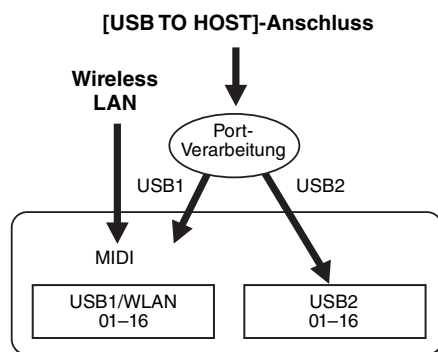 [USB TO HOST]-Anschluss
Wireless
LAN
Port-
Verarbeitung
USB1
USB2
MIDI
USB1/WLAN
01–16
USB2
01–16